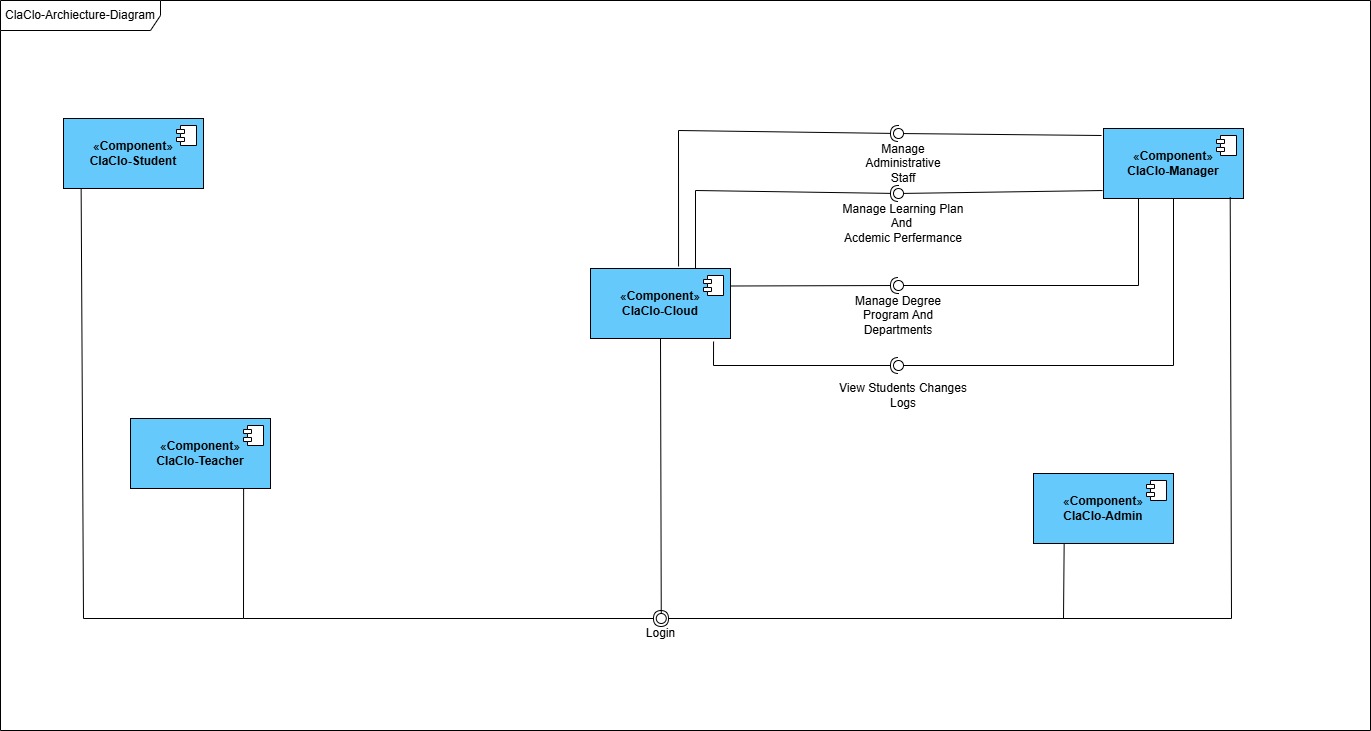 ClaClo-Archiecture-Diagram
«Component»
ClaClo-Student
Manage
Administrative
Staff
«Component»
ClaClo-Manager
Manage Learning Plan
And
Acdemic Perfermance
«Component»
ClaClo-Cloud
Manage Degree
Program And
Departments
View Students Changes
Logs
«Component»
ClaClo-Teacher
«Component»
ClaClo-Admin
Login